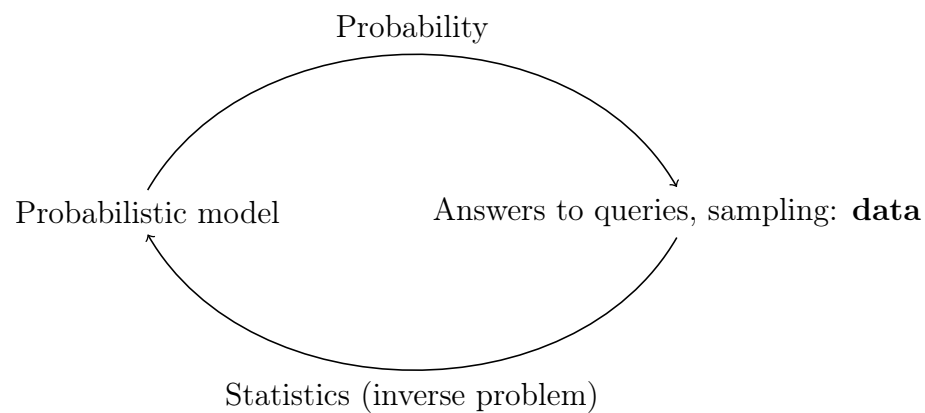 Probability
Probabilistic model
Answers to queries, sampling: data
Statistics (inverse problem)